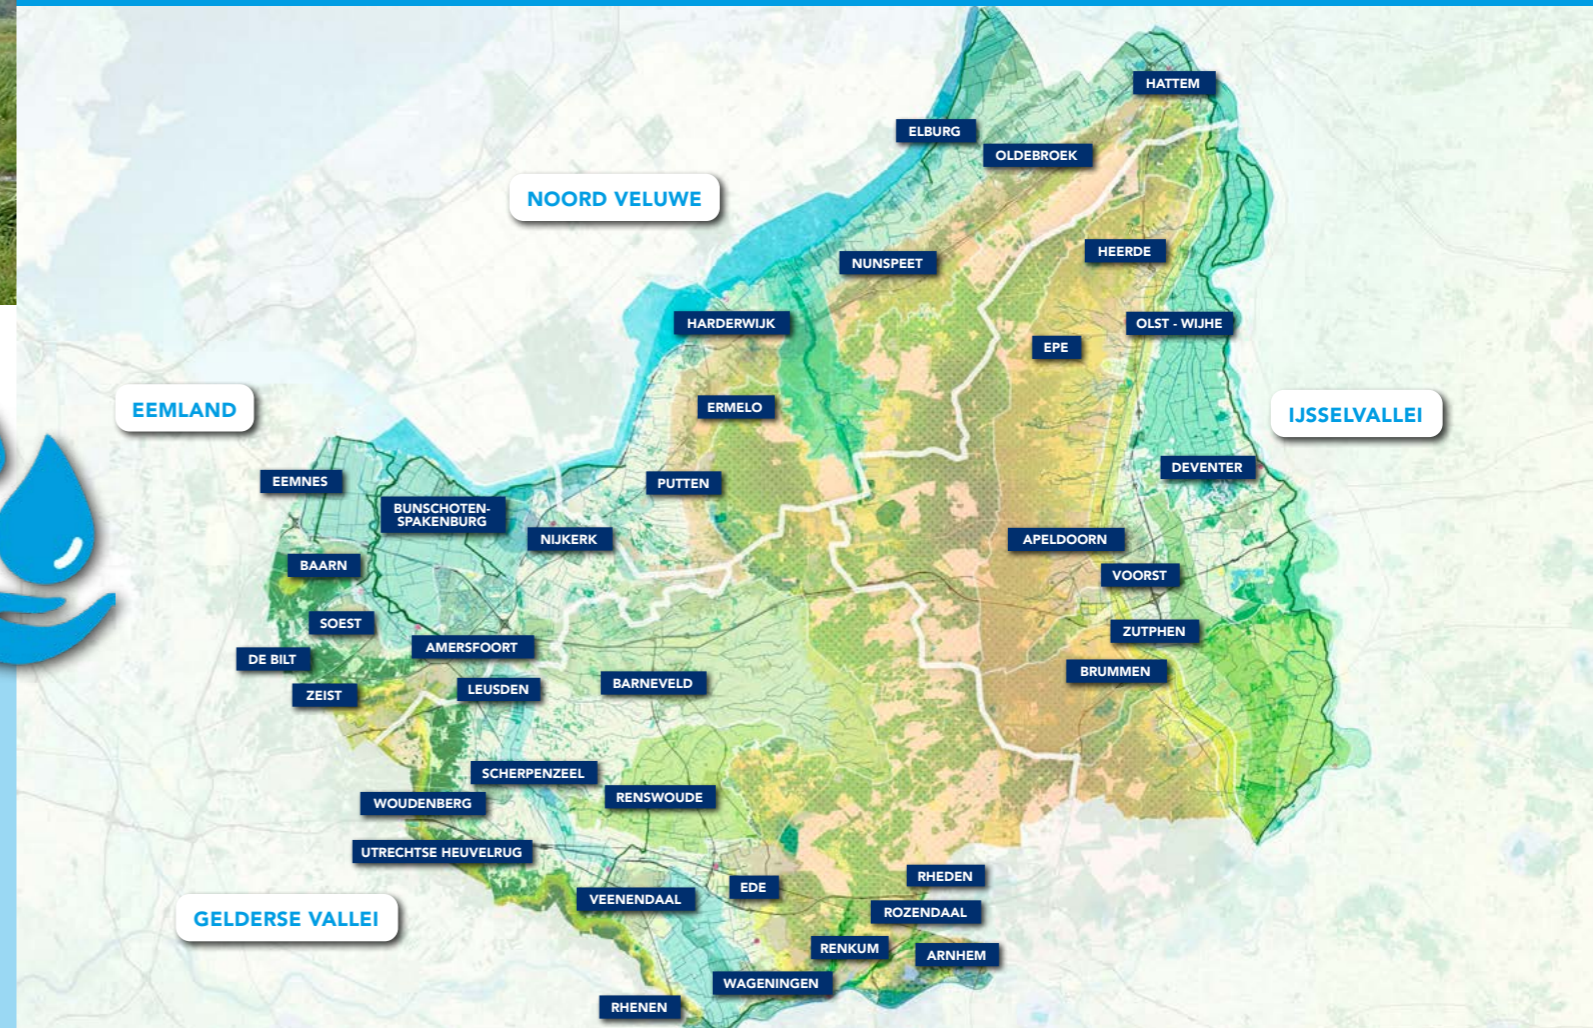 HATTEM
ELBURG
OLDEBROEK
NOORD VELUWE
HEERDE
NUNSPEET
HARDERWIJK
OLST - WIJHE
EPE
EEMLAND
ERMELO
IJSSELVALLEI
DEVENTER
EEMNES
PUTTEN
BUNSCHOTEN-
SPAKENBURG
NIJKERK
APELDOORN
BAARN
VOORST
SOEST
ZUTPHEN
AMERSFOORT
DE BILT
BRUMMEN
BARNEVELD
LEUSDEN
ZEIST
SCHERPENZEEL
RENSWOUDE
WOUDENBERG
UTRECHTSE HEUVELRUG
RHEDEN
EDE
VEENENDAAL
ROZENDAAL
GELDERSE VALLEI
RENKUM
ARNHEM
WAGENINGEN
RHENEN